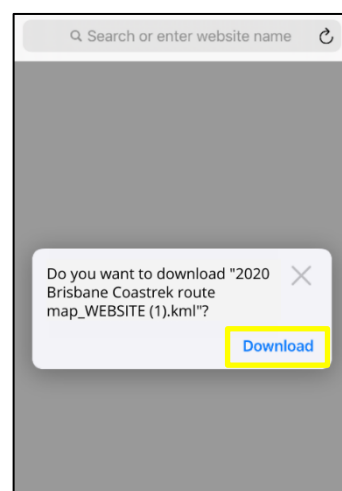 Search or enter website name
Do you want to download "2020
Brisbane Coastrek route
map_WEBSITE (1).kml"?
Download